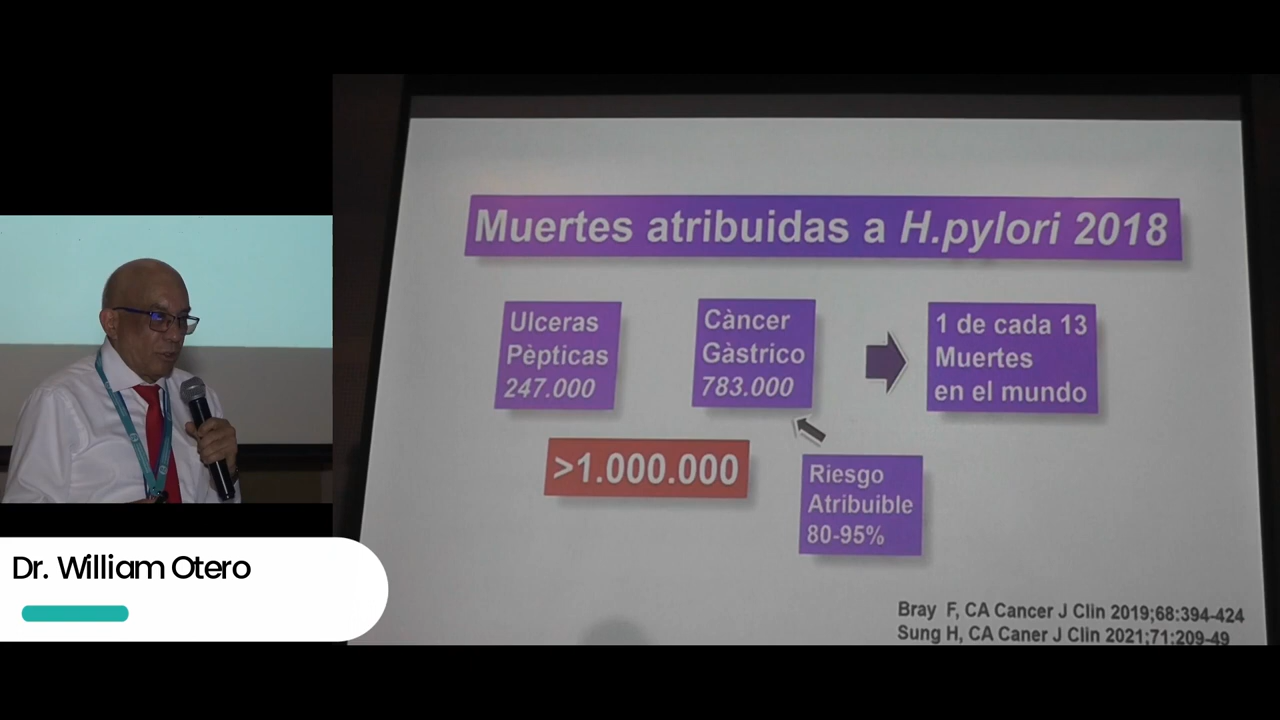 Muertes atribuidas a H.pylori 2018
Ulceras
Pèpticas
247.000
Càncer
Gàstrico
783.000
1 de cada 13
Muertes
en el mundo
>1.000.000
Riesgo
Atribuible
80-95%
Bray F, CA Cancer J Clin 2019;68:394-424
Sung H, CA Caner J Clin 2021;71:209-49
Dr. William Otero